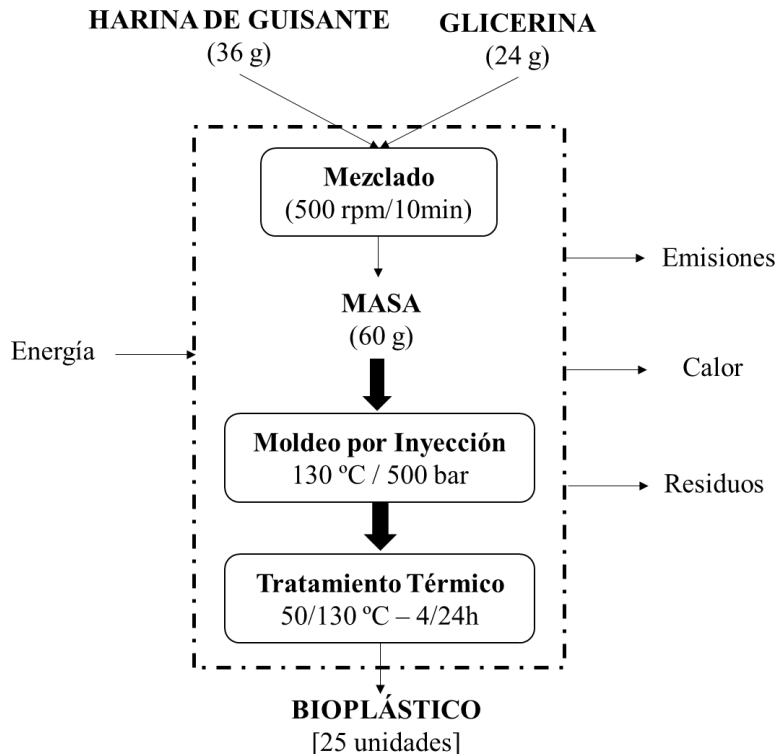 HARINA DE GUISANTE
(36 g)
GLICERINA
(24 g)
Mezclado
(500 rpm/10min)
Emisiones
MASA
(60 g)
Energía
Calor
Moldeo por Inyección
130 ºC / 500 bar
Residuos
Tratamiento Térmico
50/130 ºC – 4/24h
BIOPLÁSTICO
[25 unidades]